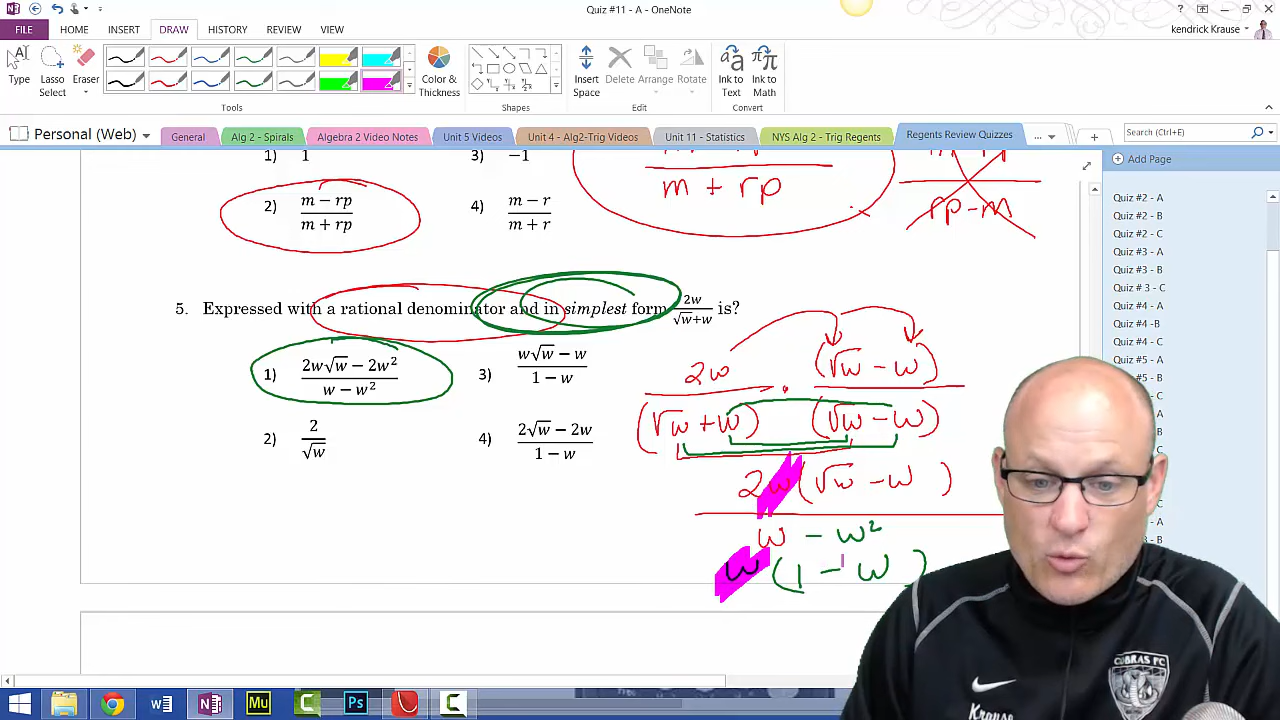 Quiz #11 - A - OneNote
FILE HOME INSERT DRAW HISTORY REVIEW VIEW
kendrick Krause
Type
Lasso Select
Eraser
Color & Thickness
Insert Space
Delete
Arrange
Rotate
Ink to Text
Ink to Math
Tools
Shapes
Edit
Convert
Personal (Web)
General
Alg 2 - Spirals
Algebra 2 Video Notes
Unit 5 Videos
Unit 4 - Alg2-Trig Videos
Unit 11 - Statistics
NYS Alg 2 - Trig Regents
Regents Review Quizzes
Search (Ctrl+E)
Add Page
Quiz #2 - A
Quiz #2 - B
Quiz #2 - C
Quiz #3 - A
Quiz #3 - B
Quiz # 3 - C
Quiz #4 - A
Quiz #4 -B
Quiz #4 - C
Quiz #5 - A
1) 1
3) −1
2) m − rp / m + rp
4) m − r / m + r
m + rp
rp - m
5. Expressed with a rational denominator and in simplest form 2w/√w+w is?
1) 2w√w − 2w² / w − w²
3) w√w − w / 1 − w
2) 2 / √w
4) 2√w − 2w / 1 − w
2w · (√w - w)
(√w + w) (√w - w)
2w(√w - w )
w - w²
w(1 - w )
COBRAS FC
Krause